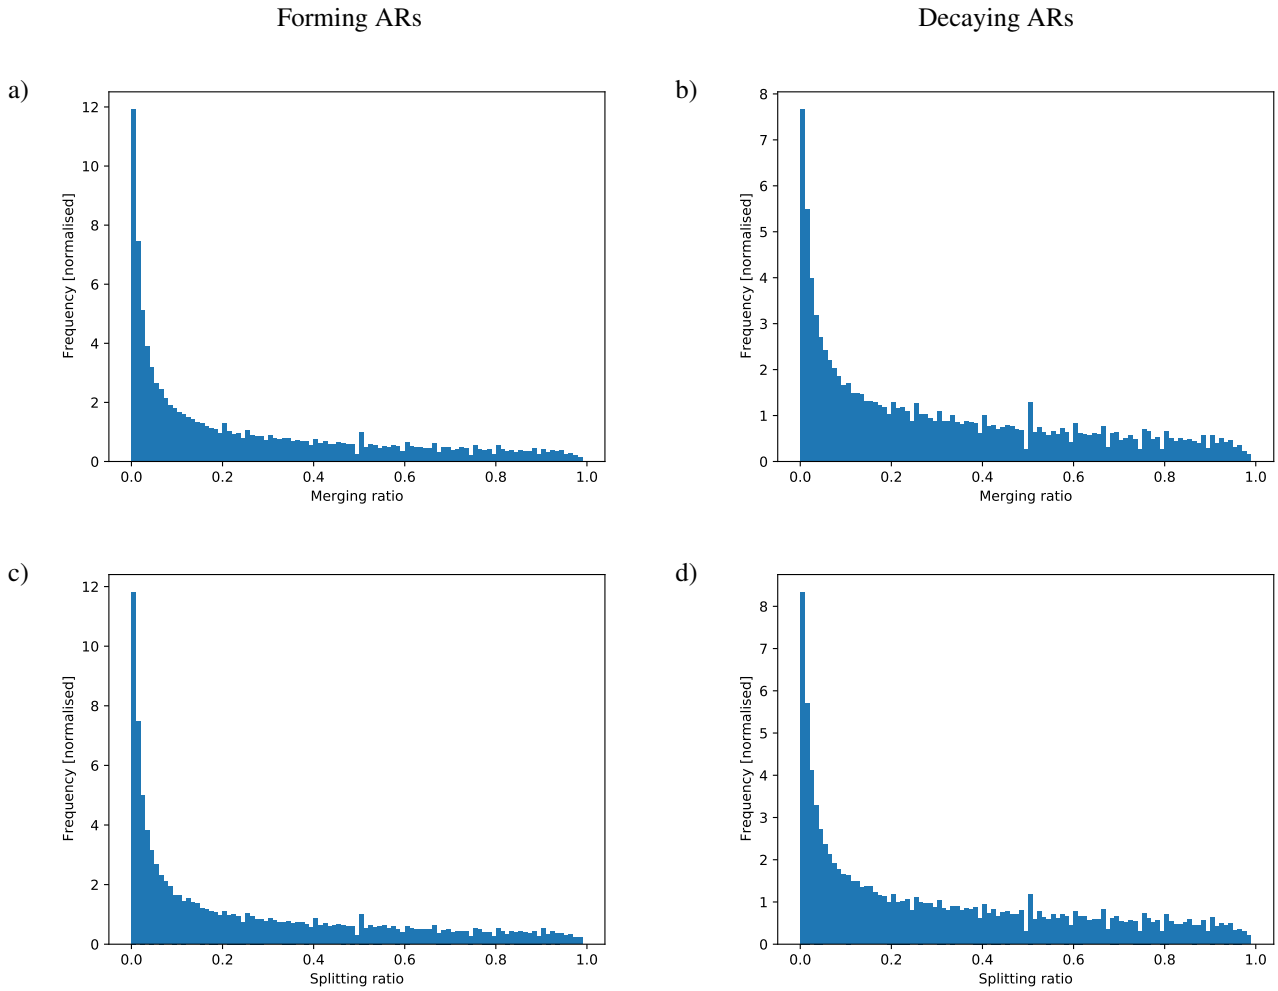 Forming ARs
Decaying ARs
a)
12
10
8
6
4
2
0
Frequency [normalised]
0.0 0.2 0.4 0.6 0.8 1.0
Merging ratio
b)
8
7
6
5
4
3
2
1
0
Frequency [normalised]
0.0 0.2 0.4 0.6 0.8 1.0
Merging ratio
c)
12
10
8
6
4
2
0
Frequency [normalised]
0.0 0.2 0.4 0.6 0.8 1.0
Splitting ratio
d)
8
7
6
5
4
3
2
1
0
Frequency [normalised]
0.0 0.2 0.4 0.6 0.8 1.0
Splitting ratio